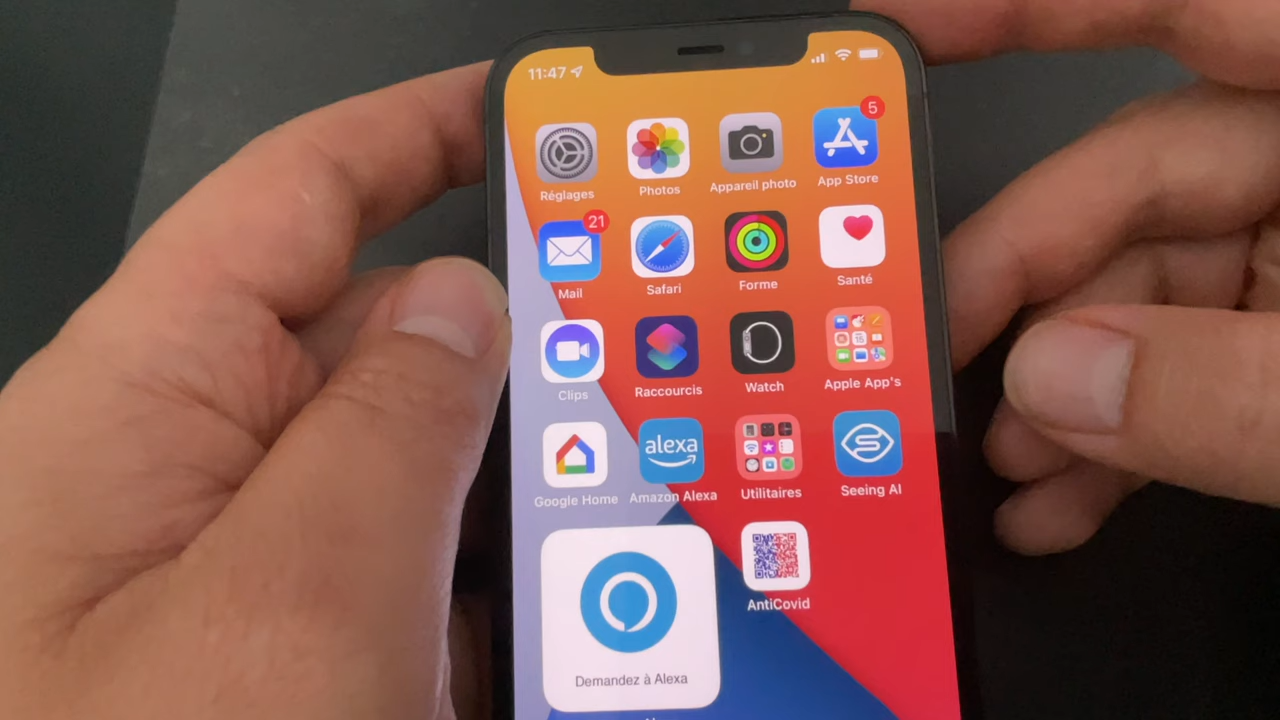 11:47
5
Réglages
Photos
Appareil photo
App Store
21
Mail
Safari
Forme
Santé
Clips
Raccourcis
Watch
Apple App's
15
alexa
Google Home
Amazon Alexa
Utilitaires
Seeing AI
Demandez à Alexa
AntiCovid